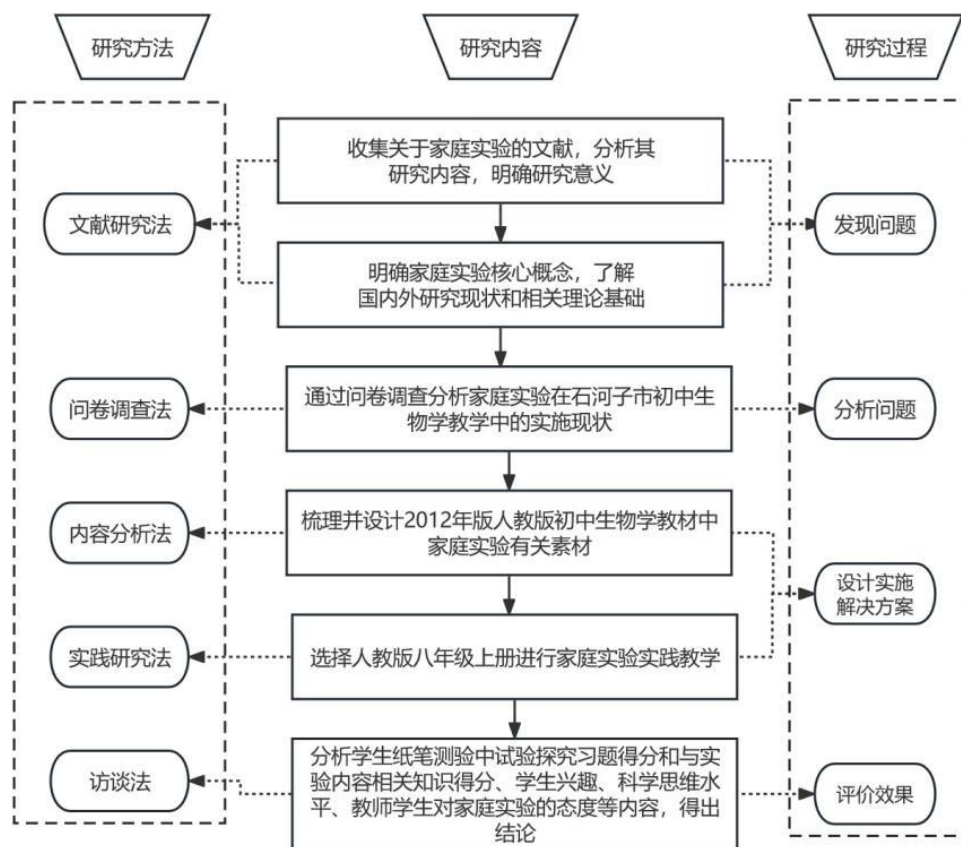 研究方法
研究内容
研究过程
收集关于家庭实验的文献，分析其
研究内容，明确研究意义
文献研究法
发现问题
明确家庭实验核心概念，了解
国内外研究现状和相关理论基础
问卷调查法
通过问卷调查分析家庭实验在石河子市初中生
物学教学中的实施现状
分析问题
内容分析法
梳理并设计2012年版人教版初中生物学教材中
家庭实验有关素材
设计实施
解决方案
实践研究法
选择人教版八年级上册进行家庭实验实践教学
访谈法
分析学生纸笔测验中试验探究习题得分和与实
验内容相关知识得分、学生兴趣、科学思维水
平、教师学生对家庭实验的态度等内容，得出
结论
评价效果